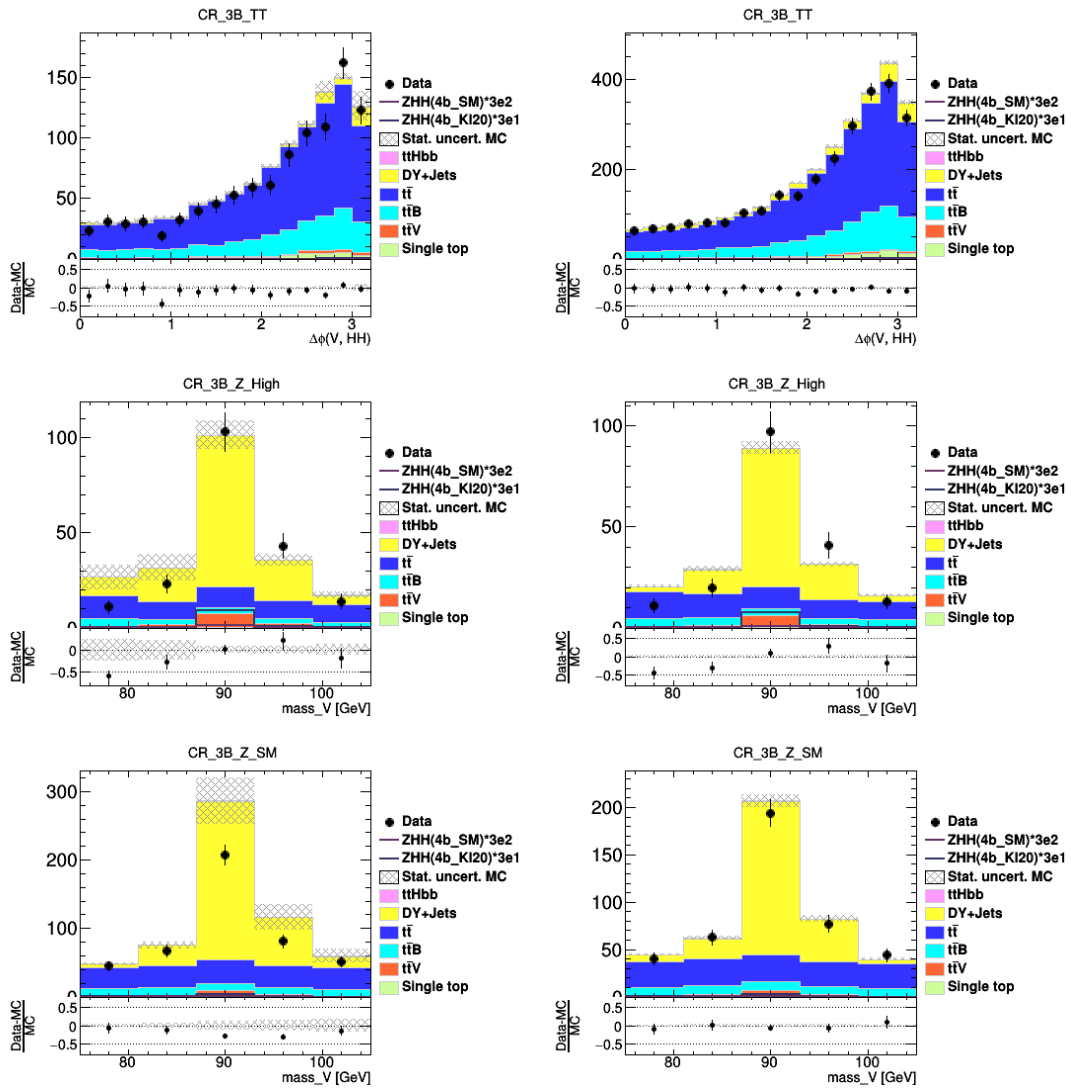 CR_3B_TT
150
100
50
0
Data
ZHH(4b_SM)*3e2
ZHH(4b_Kl20)*3e1
Stat. uncert. MC
ttHbb
DY+Jets
tt̄
tt̄B
tt̄V
Single top
Data-MC
MC
0.5
0
−0.5
0 1 2 3
Δϕ(V, HH)
CR_3B_TT
400
200
0
Data
ZHH(4b_SM)*3e2
ZHH(4b_Kl20)*3e1
Stat. uncert. MC
ttHbb
DY+Jets
tt̄
tt̄B
tt̄V
Single top
Data-MC
MC
0.5
0
−0.5
0 1 2 3
Δϕ(V, HH)
CR_3B_Z_High
100
50
0
Data
ZHH(4b_SM)*3e2
ZHH(4b_Kl20)*3e1
Stat. uncert. MC
ttHbb
DY+Jets
tt̄
tt̄B
tt̄V
Single top
Data-MC
MC
0
−0.5
80 90 100
mass_V [GeV]
CR_3B_Z_High
100
50
0
Data
ZHH(4b_SM)*3e2
ZHH(4b_Kl20)*3e1
Stat. uncert. MC
ttHbb
DY+Jets
tt̄
tt̄B
tt̄V
Single top
Data-MC
MC
0.5
0
−0.5
80 90 100
mass_V [GeV]
CR_3B_Z_SM
300
200
100
0
Data
ZHH(4b_SM)*3e2
ZHH(4b_Kl20)*3e1
Stat. uncert. MC
ttHbb
DY+Jets
tt̄
tt̄B
tt̄V
Single top
Data-MC
MC
0.5
0
−0.5
80 90 100
mass_V [GeV]
CR_3B_Z_SM
200
150
100
50
0
Data
ZHH(4b_SM)*3e2
ZHH(4b_Kl20)*3e1
Stat. uncert. MC
ttHbb
DY+Jets
tt̄
tt̄B
tt̄V
Single top
Data-MC
MC
0.5
0
−0.5
80 90 100
mass_V [GeV]